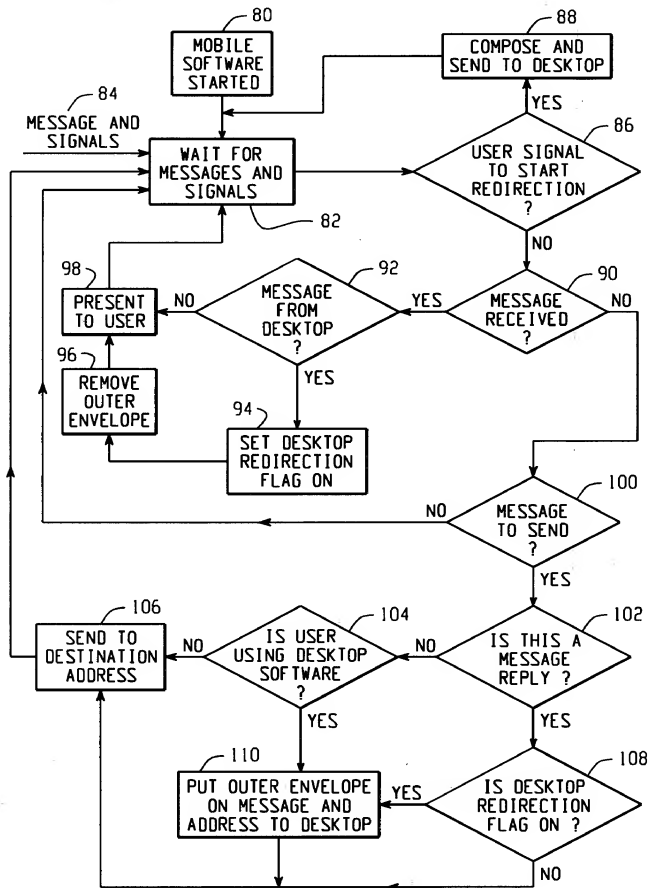 80
MOBILE
SOFTWARE
STARTED
88
COMPOSE AND
SEND TO DESKTOP
84
MESSAGE AND
SIGNALS
YES
86
WAIT FOR
MESSAGES AND
SIGNALS
82
USER SIGNAL
TO START
REDIRECTION
?
NO
98
PRESENT
TO USER
NO
92
MESSAGE
FROM
DESKTOP
?
YES
90
MESSAGE
RECEIVED
?
NO
96
REMOVE
OUTER
ENVELOPE
YES
94
SET DESKTOP
REDIRECTION
FLAG ON
100
NO
MESSAGE
TO SEND
?
YES
106
SEND TO
DESTINATION
ADDRESS
NO
104
IS USER
USING DESKTOP
SOFTWARE
?
NO
102
IS THIS A
MESSAGE
REPLY ?
YES
YES
110
PUT OUTER ENVELOPE
ON MESSAGE AND
ADDRESS TO DESKTOP
YES
108
IS DESKTOP
REDIRECTION
FLAG ON ?
NO